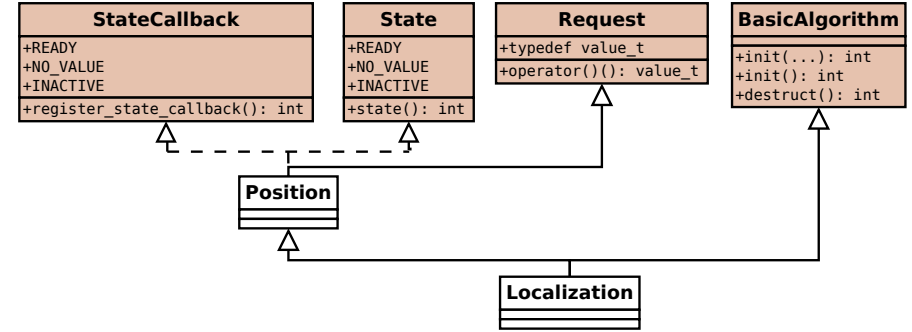 StateCallback
+READY
+NO_VALUE
+INACTIVE
+register_state_callback(): int
State
+READY
+NO_VALUE
+INACTIVE
+state(): int
Request
+typedef value_t
+operator()(): value_t
BasicAlgorithm
+init(...): int
+init(): int
+destruct(): int
Position
Localization